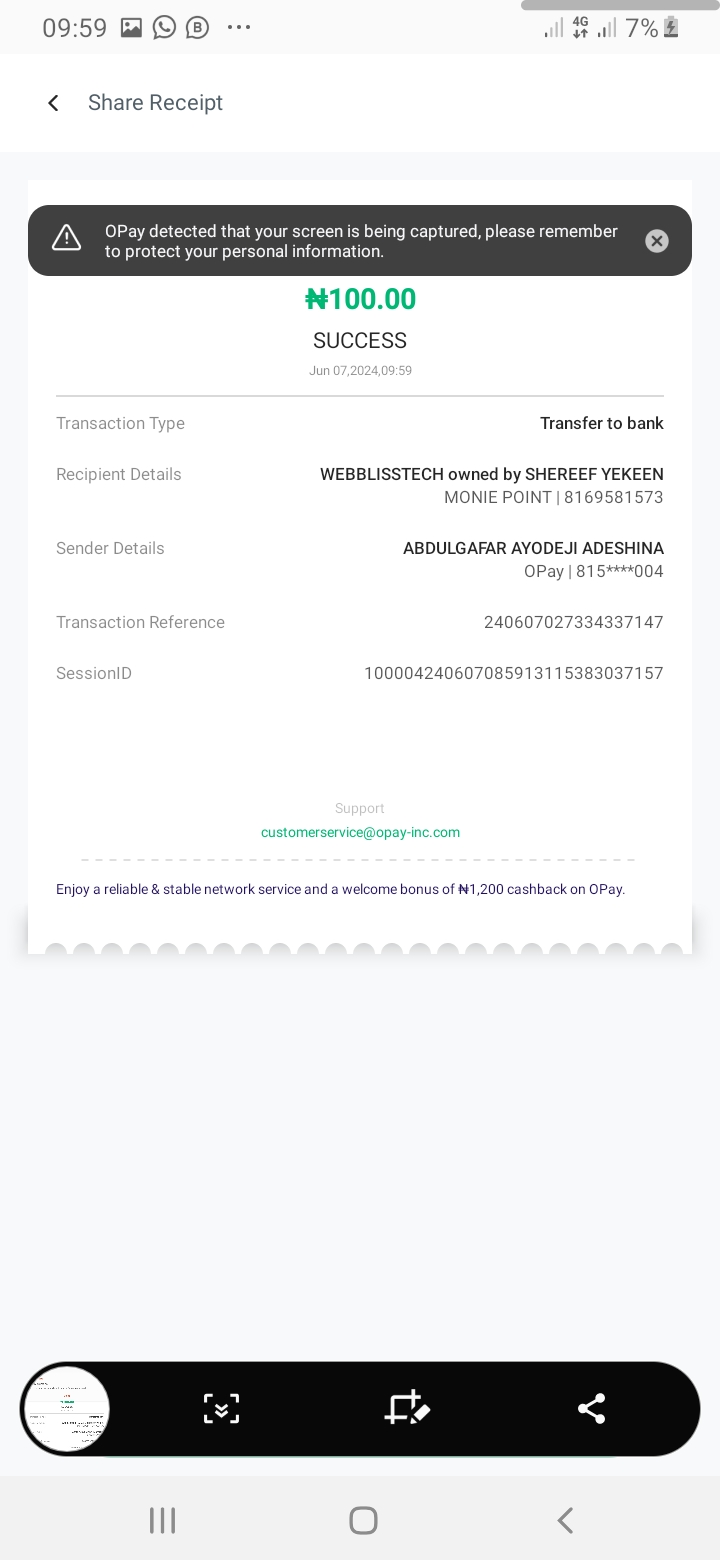 09:59
4G
7%
Share Receipt
OPay detected that your screen is being captured, please remember
to protect your personal information.
₦100.00
SUCCESS
Jun 07,2024,09:59
Transaction Type Transfer to bank
Recipient Details WEBBLISSTECH owned by SHEREEF YEKEEN
MONIE POINT | 8169581573
Sender Details ABDULGAFAR AYODEJI ADESHINA
OPay | 815****004
Transaction Reference 240607027334337147
SessionID 100004240607085913115383037157
Support
customerservice@opay-inc.com
Enjoy a reliable & stable network service and a welcome bonus of ₦1,200 cashback on OPay.